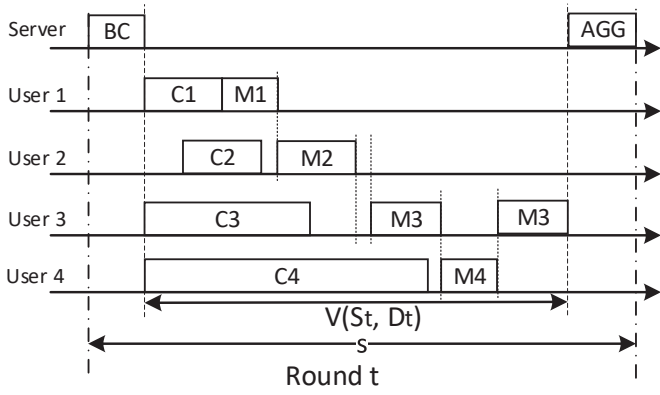 Server BC AGG
User 1 C1 M1
User 2 C2 M2
User 3 C3 M3 M3
User 4 C4 M4
V(St, Dt)
s
Round t